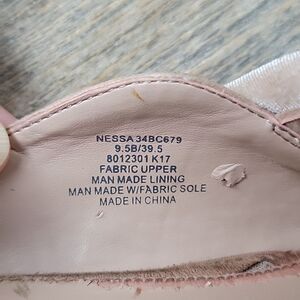 NESSA 34BC679
9.5B/39.5
8012301 K17
FABRIC UPPER
MAN MADE LINING
MAN MADE W/FABRIC SOLE
MADE IN CHINA